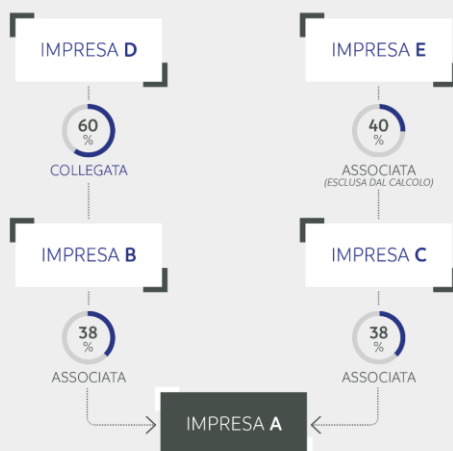 IMPRESA D
IMPRESA E
60
%
COLLEGATA
40
%
ASSOCIATA
(ESCLUSA DAL CALCOLO)
IMPRESA B
IMPRESA C
38
%
ASSOCIATA
38
%
ASSOCIATA
IMPRESA A